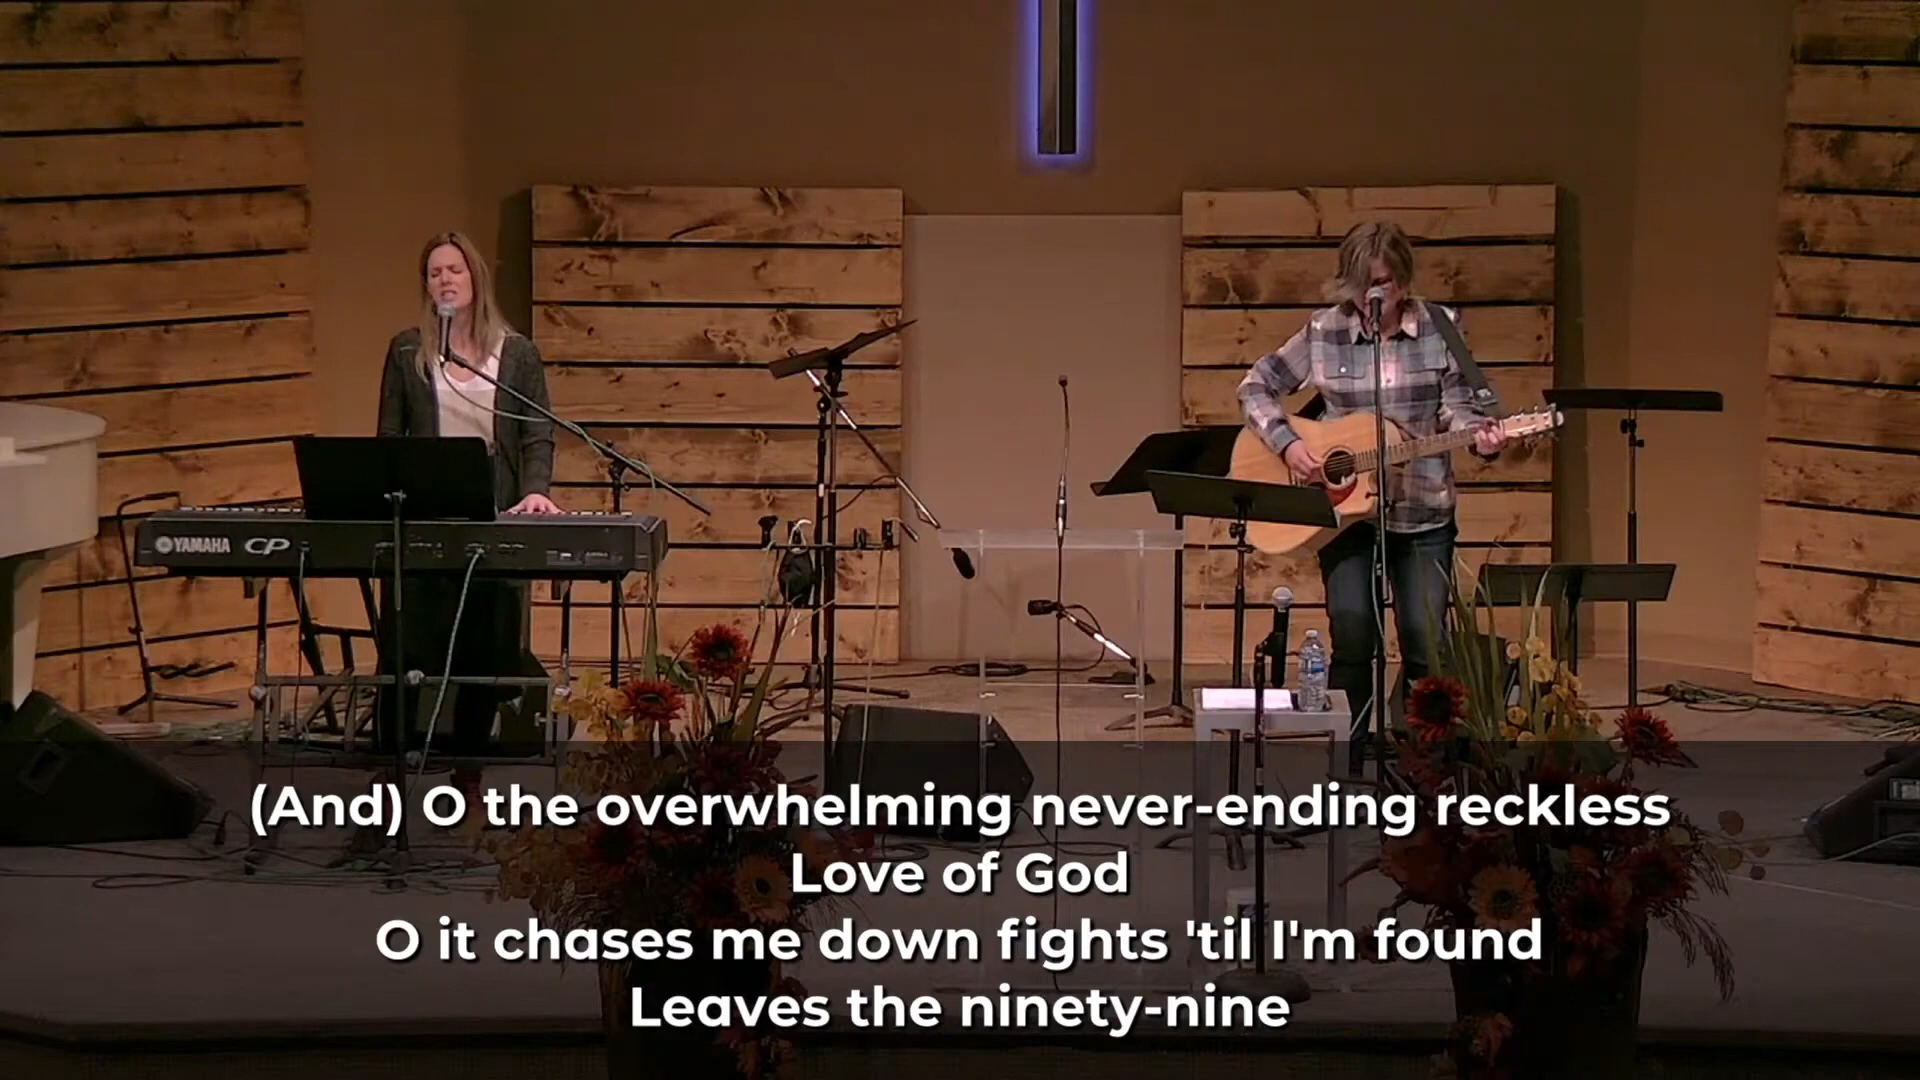 YAMAHA CP
(And) O the overwhelming never-ending reckless
Love of God
O it chases me down fights 'til I'm found
Leaves the ninety-nine